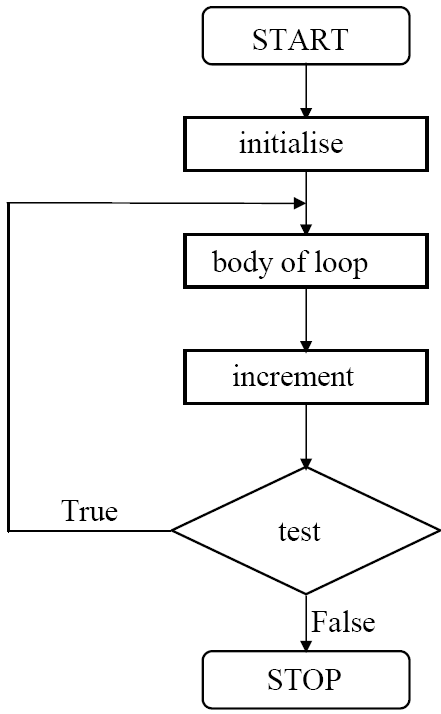 START
initialise
body of loop
increment
test
True
False
STOP